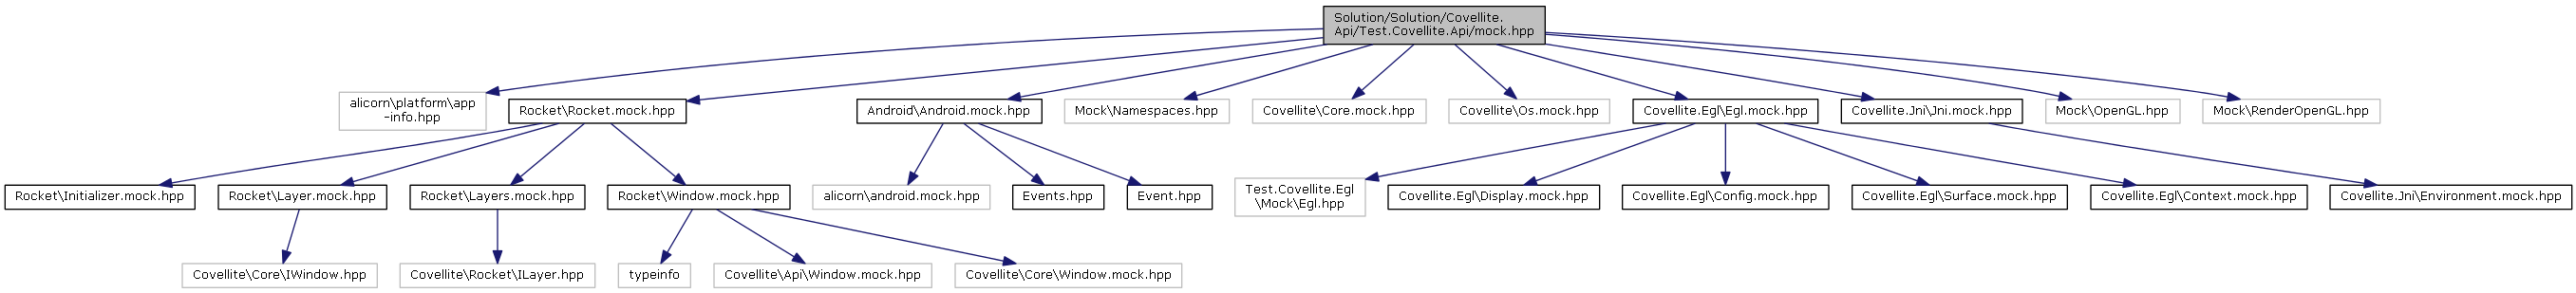 Solution/Solution/Covellite.
Api/Test.Covellite.Api/mock.hpp
alicorn\platform\app
-info.hpp
Rocket\Rocket.mock.hpp
Android\Android.mock.hpp
Mock\Namespaces.hpp
Covellite\Core.mock.hpp
Covellite\Os.mock.hpp
Covellite.Egl\Egl.mock.hpp
Covellite.Jni\Jni.mock.hpp
Mock\OpenGL.hpp
Mock\RenderOpenGL.hpp
Rocket\Initializer.mock.hpp
Rocket\Layer.mock.hpp
Rocket\Layers.mock.hpp
Rocket\Window.mock.hpp
alicorn\android.mock.hpp
Events.hpp
Event.hpp
Test.Covellite.Egl
\Mock\Egl.hpp
Covellite.Egl\Display.mock.hpp
Covellite.Egl\Config.mock.hpp
Covellite.Egl\Surface.mock.hpp
Covellite.Egl\Context.mock.hpp
Covellite.Jni\Environment.mock.hpp
Covellite\Core\IWindow.hpp
Covellite\Rocket\ILayer.hpp
typeinfo
Covellite\Api\Window.mock.hpp
Covellite\Core\Window.mock.hpp